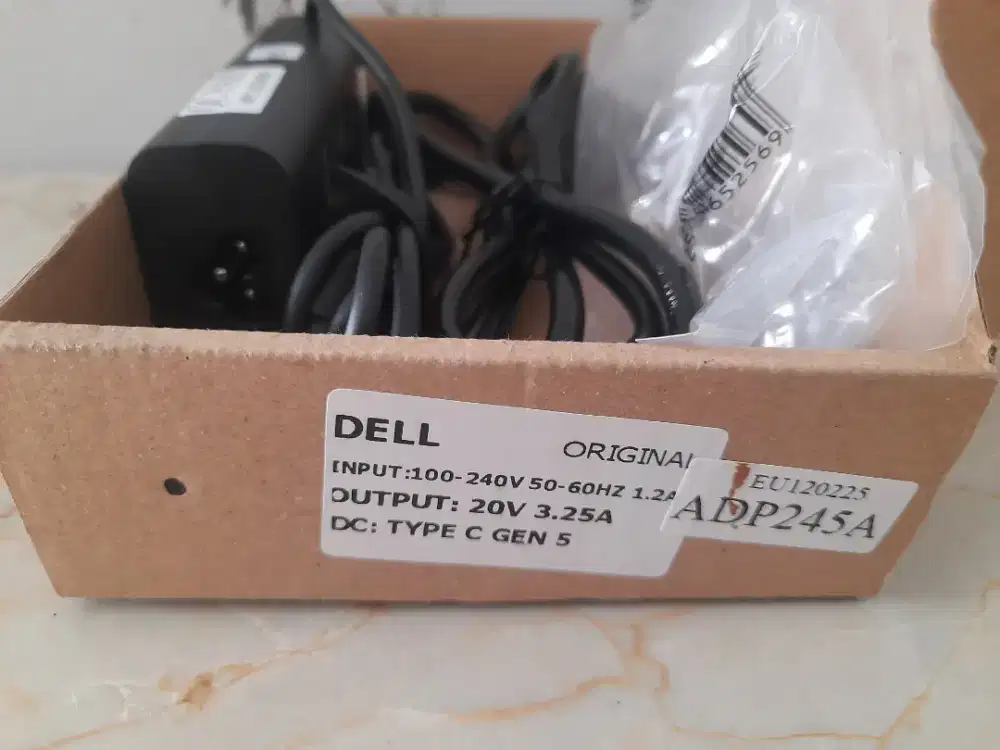 652569
DELL
ORIGINAL
INPUT:100-240V 50-60HZ 1.2A
OUTPUT: 20V 3.25A
DC: TYPE C GEN 5
EU120225
ADP245A